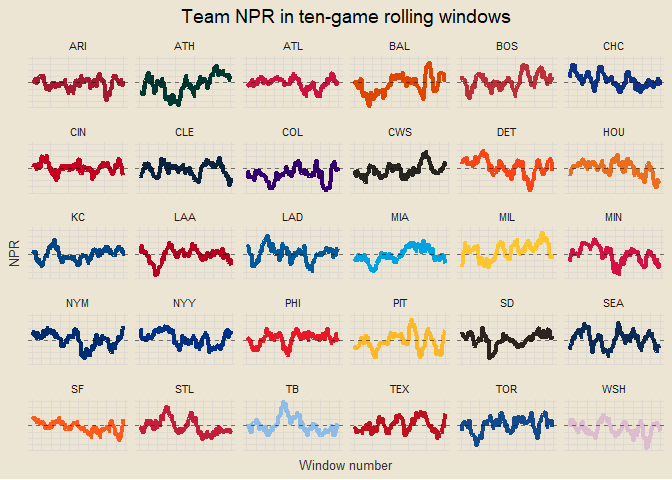 Team NPR in ten-game rolling windows
ARI ATH ATL BAL BOS CHC
CIN CLE COL CWS DET HOU
KC LAA LAD MIA MIL MIN
NPR
NYM NYY PHI PIT SD SEA
SF STL TB TEX TOR WSH
Window number